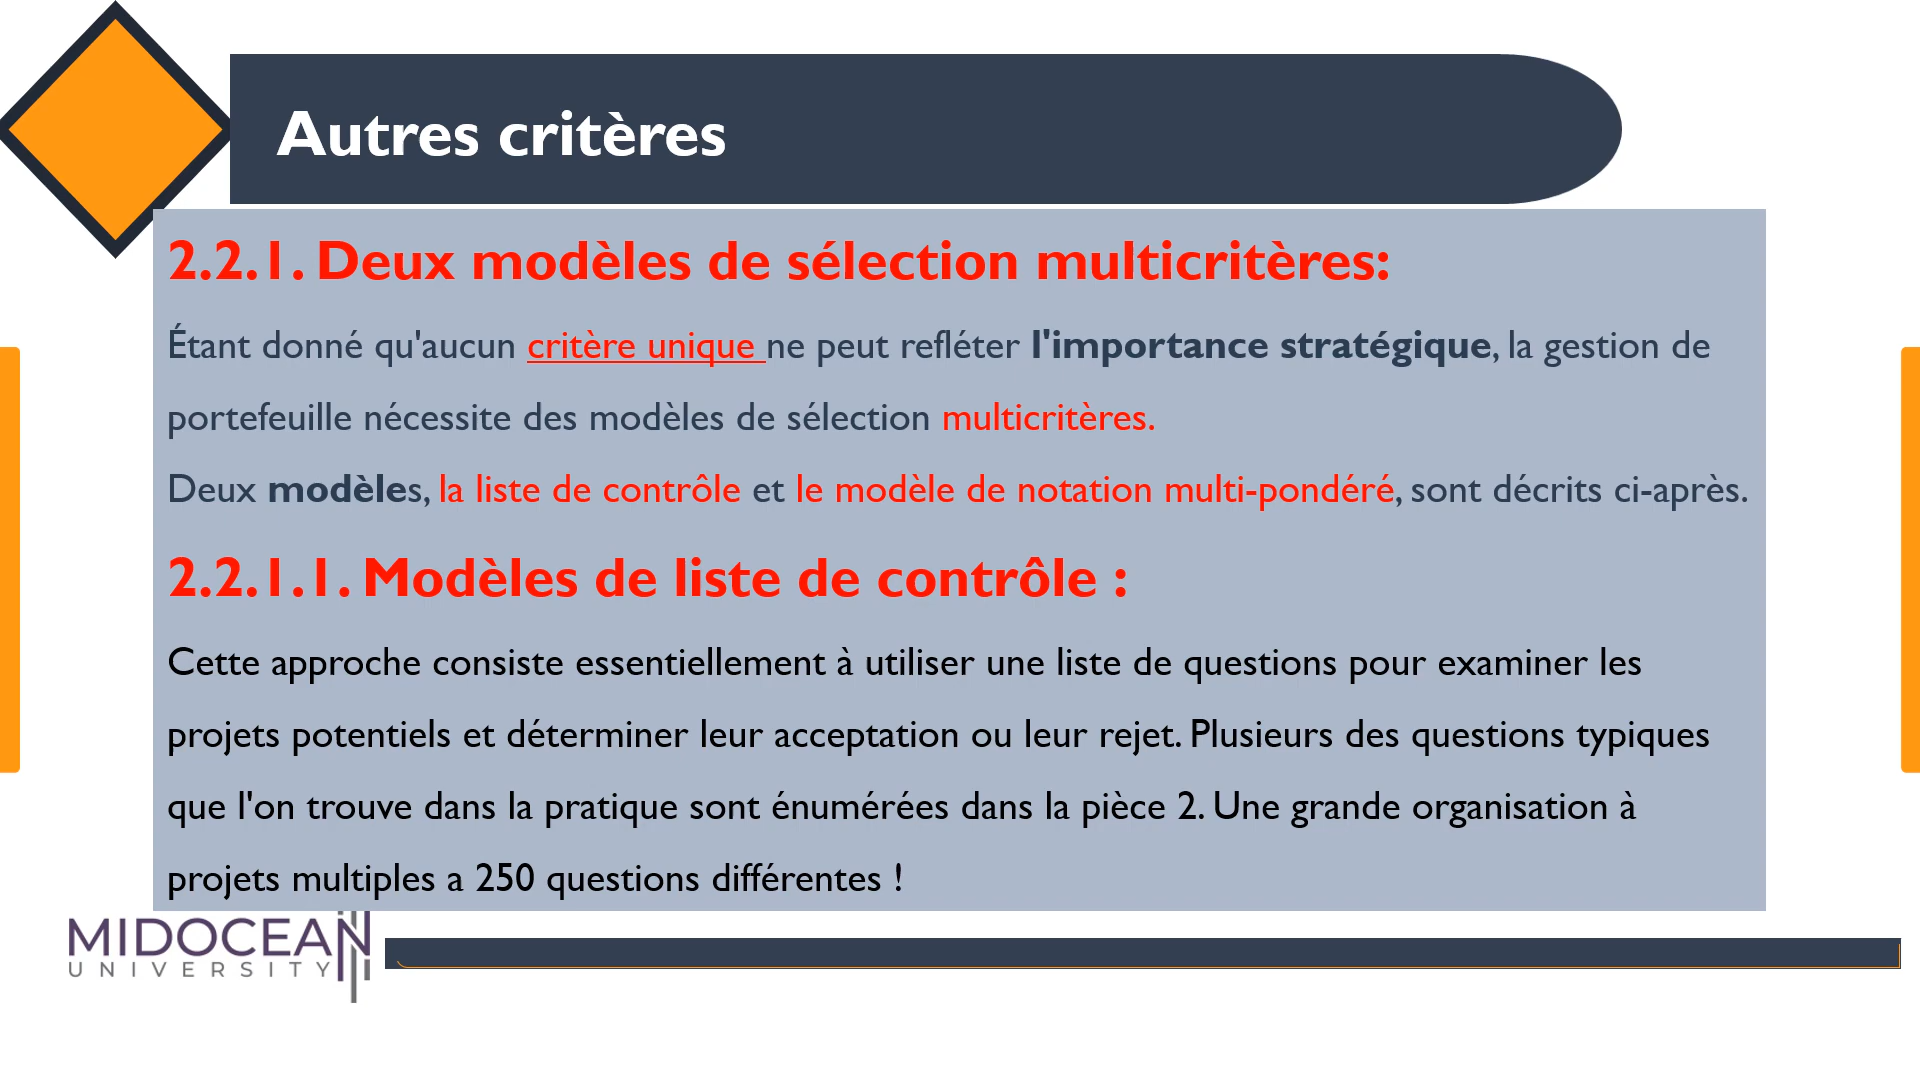 Autres critères
2.2.1. Deux modèles de sélection multicritères:
Étant donné qu'aucun critère unique ne peut refléter l'importance stratégique, la gestion de
portefeuille nécessite des modèles de sélection multicritères.
Deux modèles, la liste de contrôle et le modèle de notation multi-pondéré, sont décrits ci-après.
2.2.1.1. Modèles de liste de contrôle :
Cette approche consiste essentiellement à utiliser une liste de questions pour examiner les
projets potentiels et déterminer leur acceptation ou leur rejet. Plusieurs des questions typiques
que l'on trouve dans la pratique sont énumérées dans la pièce 2. Une grande organisation à
projets multiples a 250 questions différentes !
MIDOCEAN
UNIVERSITY